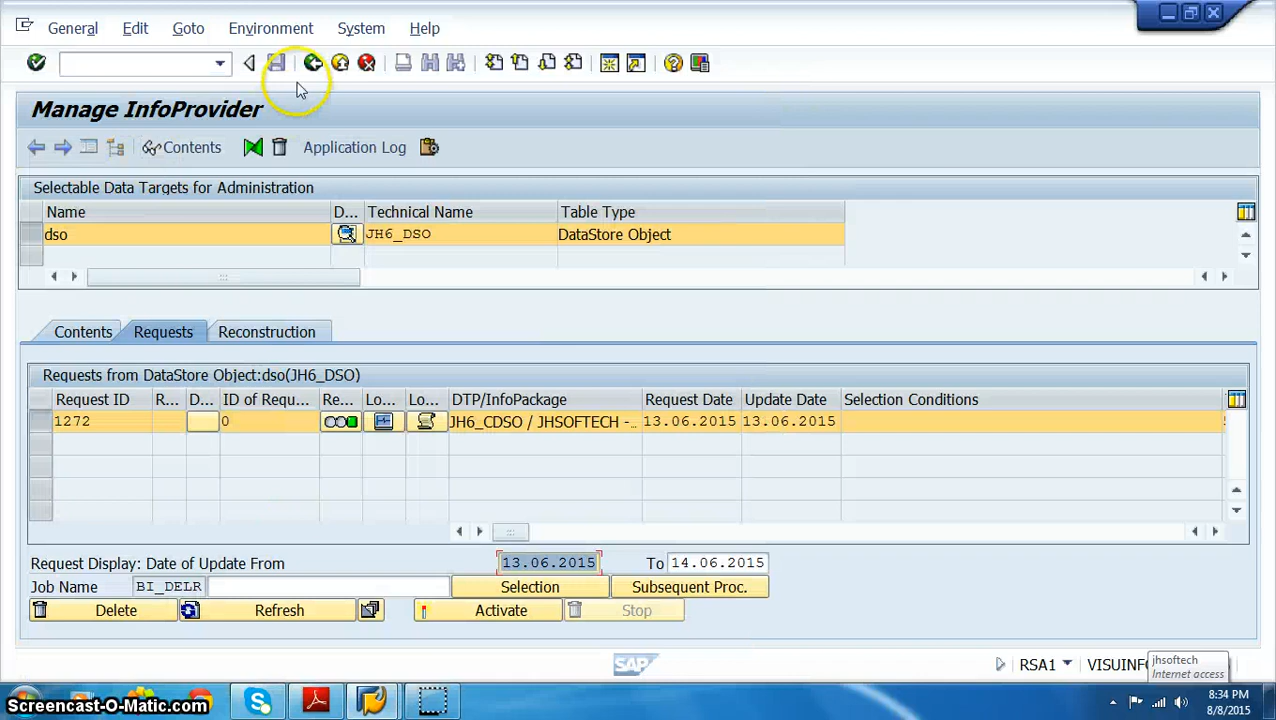 General Edit Goto Environment System Help
Manage InfoProvider
Contents Application Log
Selectable Data Targets for Administration
Name D... Technical Name Table Type
dso JH6_DSO DataStore Object
Contents Requests Reconstruction
Requests from DataStore Object:dso(JH6_DSO)
Request ID R... D... ID of Requ... Re... Lo... Lo... DTP/InfoPackage Request Date Update Date Selection Conditions
1272 0 JH6_CDSO / JHSOFTECH -... 13.06.2015 13.06.2015
Request Display: Date of Update From 13.06.2015 To 14.06.2015
Job Name BI_DELR Selection Subsequent Proc.
Delete Refresh Activate Stop
SAP RSA1 VISUINFO
jhsoftech
Internet access
Screencast-O-Matic.com
8:34 PM
8/8/2015